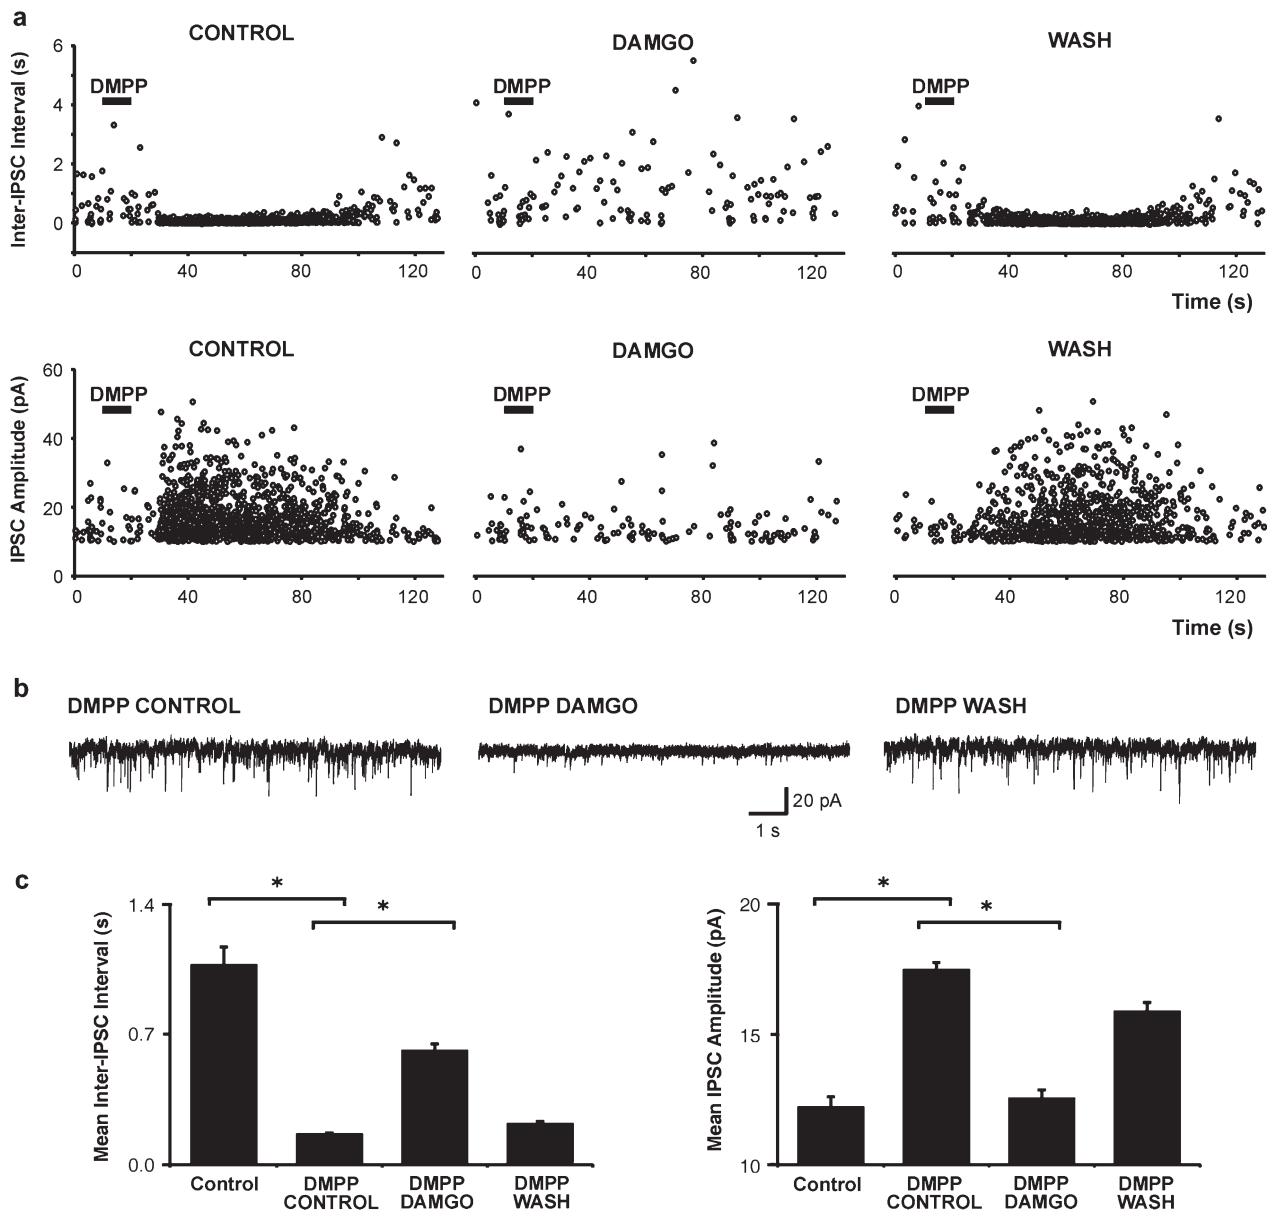 a
CONTROL
DAMGO
WASH
Inter-IPSC Interval (s)
6
4
2
0
DMPP
DMPP
DMPP
0 40 80 120
0 40 80 120
0 40 80 120
Time (s)
CONTROL
DAMGO
WASH
IPSC Amplitude (pA)
60
40
20
0
DMPP
DMPP
DMPP
0 40 80 120
0 40 80 120
0 40 80 120
Time (s)
b
DMPP CONTROL
DMPP DAMGO
DMPP WASH
20 pA
1 s
c
Mean Inter-IPSC Interval (s)
1.4
0.7
0.0
*
*
Control
DMPP
CONTROL
DMPP
DAMGO
DMPP
WASH
Mean IPSC Amplitude (pA)
20
15
10
*
*
Control
DMPP
CONTROL
DMPP
DAMGO
DMPP
WASH